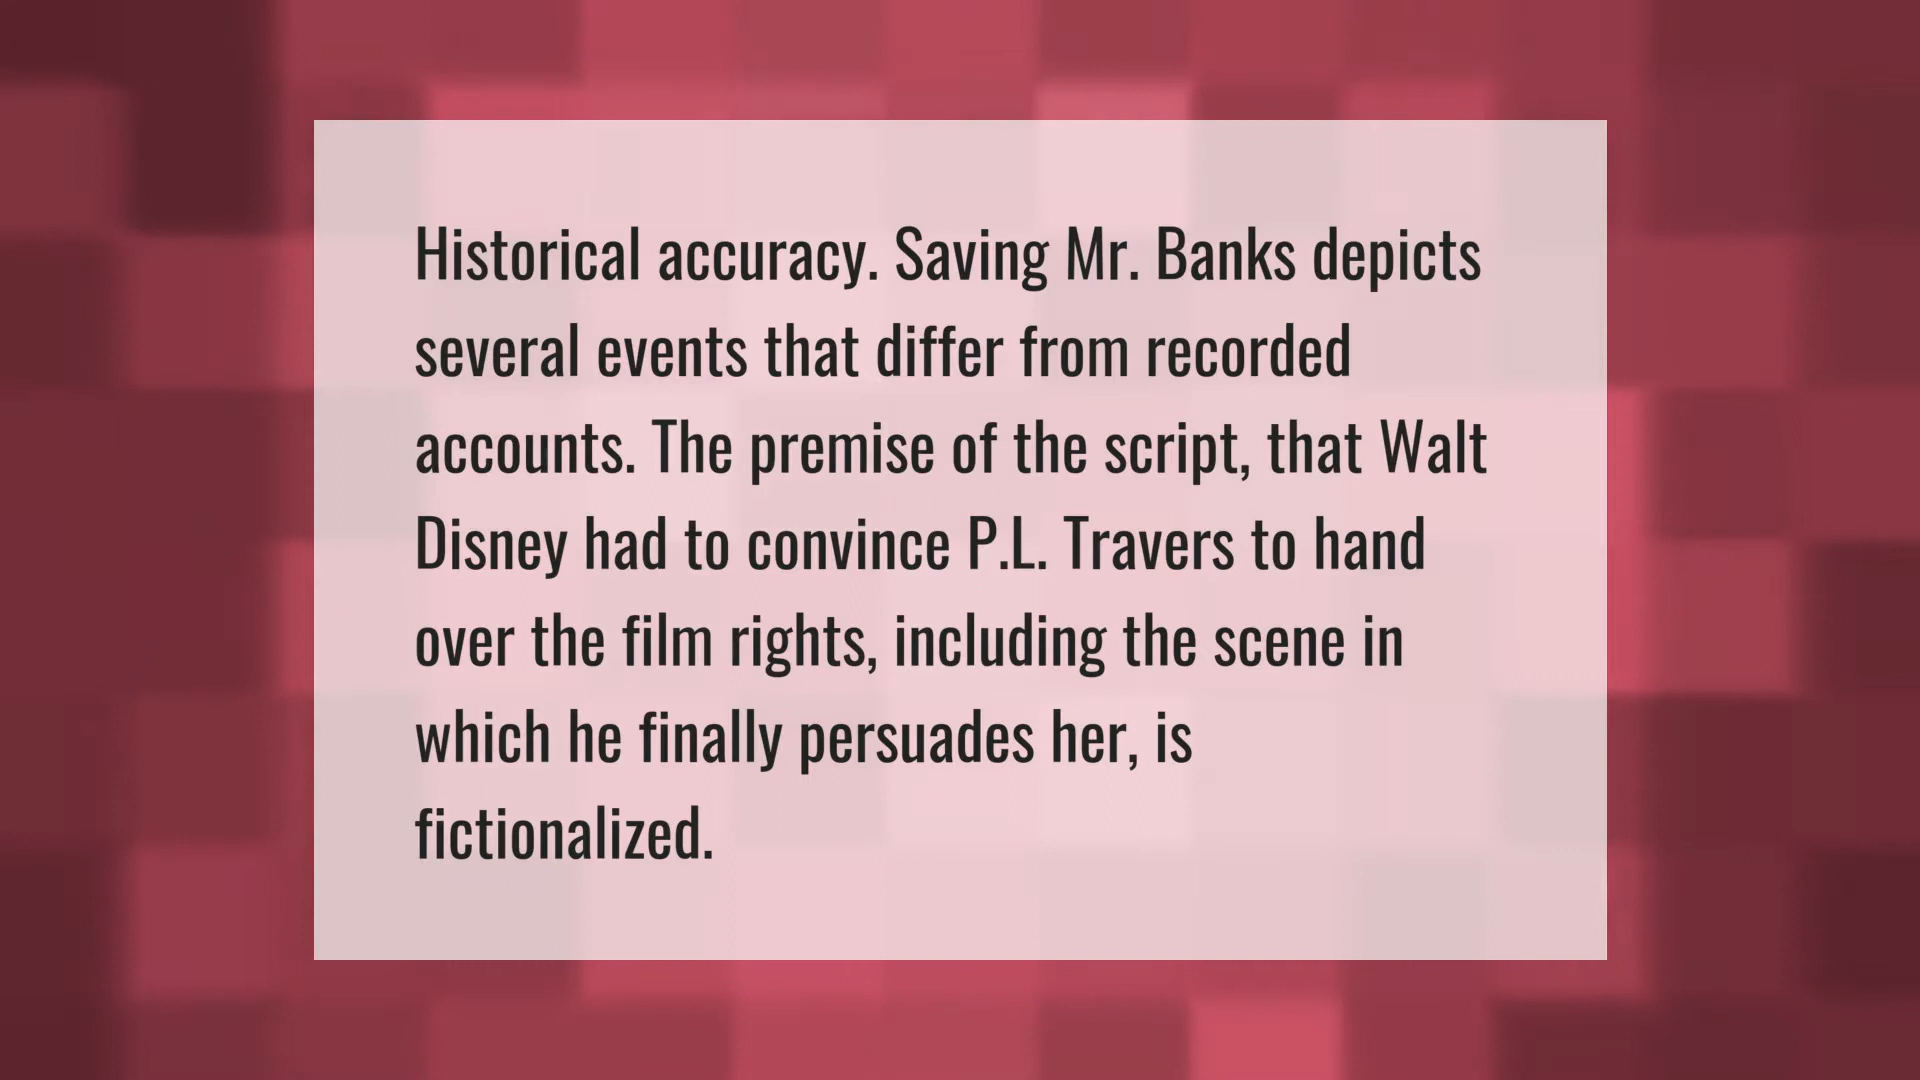 Historical accuracy. Saving Mr. Banks depicts
several events that differ from recorded
accounts. The premise of the script, that Walt
Disney had to convince P.L. Travers to hand
over the film rights, including the scene in
which he finally persuades her, is
fictionalized.